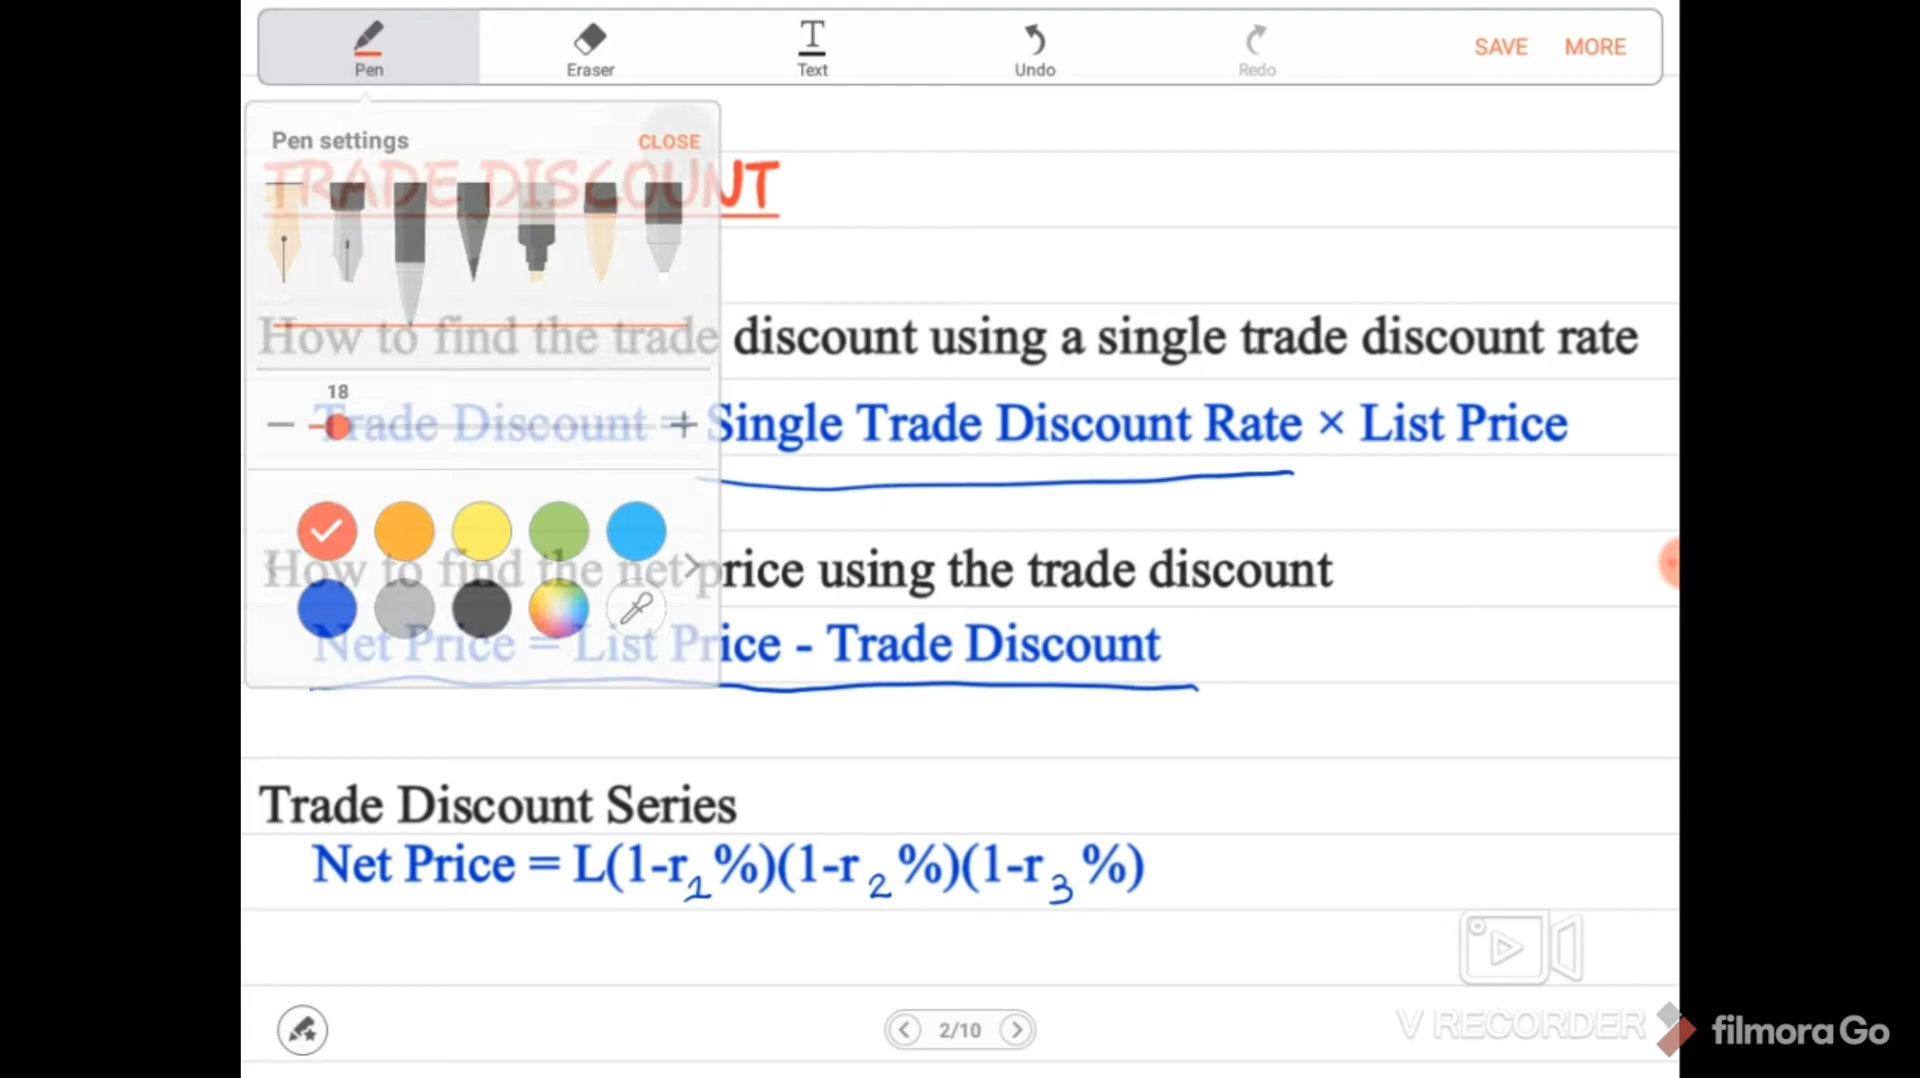 Pen
Eraser
T
Text
Undo
Redo
SAVE
MORE
Pen settings
CLOSE
TRADE DISCOUNT
How to find the trade discount using a single trade discount rate
18
Trade Discount = Single Trade Discount Rate × List Price
How to find the net price using the trade discount
Net Price = List Price - Trade Discount
Trade Discount Series
Net Price = L(1-r1%)(1-r2%)(1-r3%)
2/10
V RECORDER
filmora Go